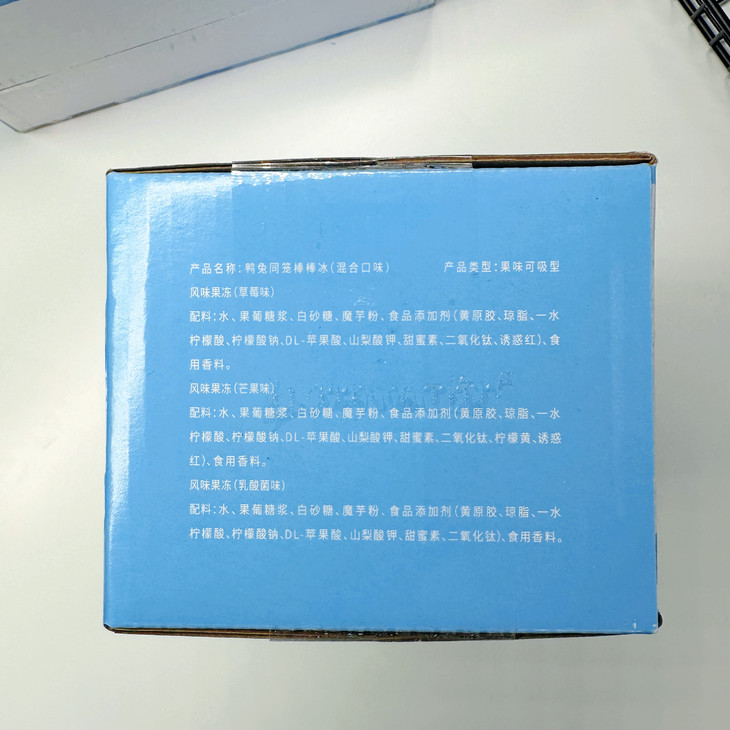 产品名称：鸭兔同笼棒棒冰（混合口味） 产品类型：果味可吸型
风味果冻（草莓味）
配料：水、果葡糖浆、白砂糖、魔芋粉、食品添加剂（黄原胶、琼脂、一水
柠檬酸、柠檬酸钠、DL-苹果酸、山梨酸钾、甜蜜素、二氧化钛、诱惑红）、食
用香料。
风味果冻（芒果味）
配料：水、果葡糖浆、白砂糖、魔芋粉、食品添加剂（黄原胶、琼脂、一水
柠檬酸、柠檬酸钠、DL-苹果酸、山梨酸钾、甜蜜素、二氧化钛、柠檬黄、诱惑
红）、食用香料。
风味果冻（乳酸菌味）
配料：水、果葡糖浆、白砂糖、魔芋粉、食品添加剂（黄原胶、琼脂、一水
柠檬酸、柠檬酸钠、DL-苹果酸、山梨酸钾、甜蜜素、二氧化钛）、食用香料。